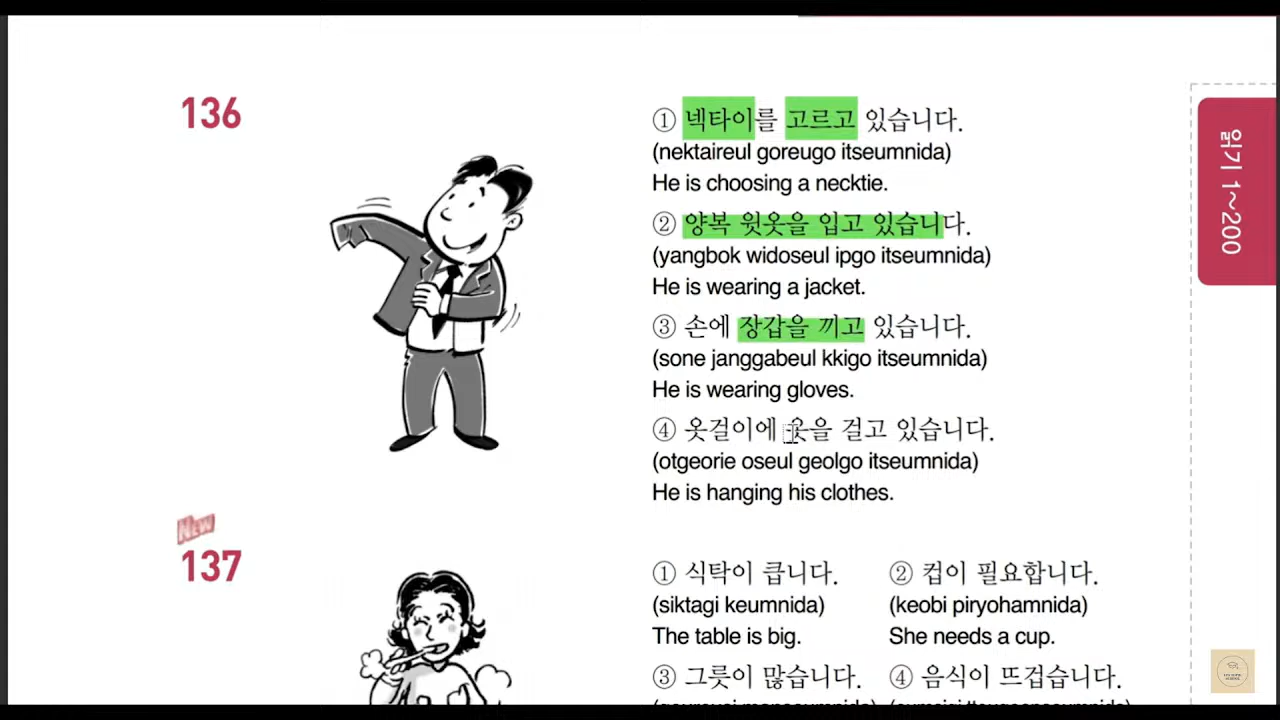 136
① 넥타이를 고르고 있습니다.
(nektaireul goreugo itseumnida)
He is choosing a necktie.
② 양복 윗옷을 입고 있습니다.
(yangbok widoseul ipgo itseumnida)
He is wearing a jacket.
③ 손에 장갑을 끼고 있습니다.
(sone janggabeul kkigo itseumnida)
He is wearing gloves.
④ 옷걸이에 옷을 걸고 있습니다.
(otgeorie oseul geolgo itseumnida)
He is hanging his clothes.
읽기 1~200
New
137
① 식탁이 큽니다. ② 컵이 필요합니다.
(siktagi keumnida) (keobi piryohamnida)
The table is big. She needs a cup.
③ 그릇이 많습니다. ④ 음식이 뜨겁습니다.